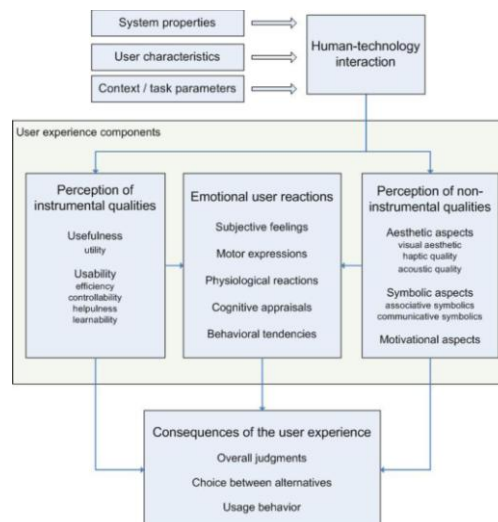 System properties
User characteristics
Context / task parameters
Human-technology
interaction
User experience components
Perception of
instrumental qualities
Usefulness
utility
Usability
efficiency
controllability
helpulness
learnability
Emotional user reactions
Subjective feelings
Motor expressions
Physiological reactions
Cognitive appraisals
Behavioral tendencies
Perception of non-
instrumental qualities
Aesthetic aspects
visual aesthetic
haptic quality
acoustic quality
Symbolic aspects
associative symbolics
communicative symbolics
Motivational aspects
Consequences of the user experience
Overall judgments
Choice between alternatives
Usage behavior